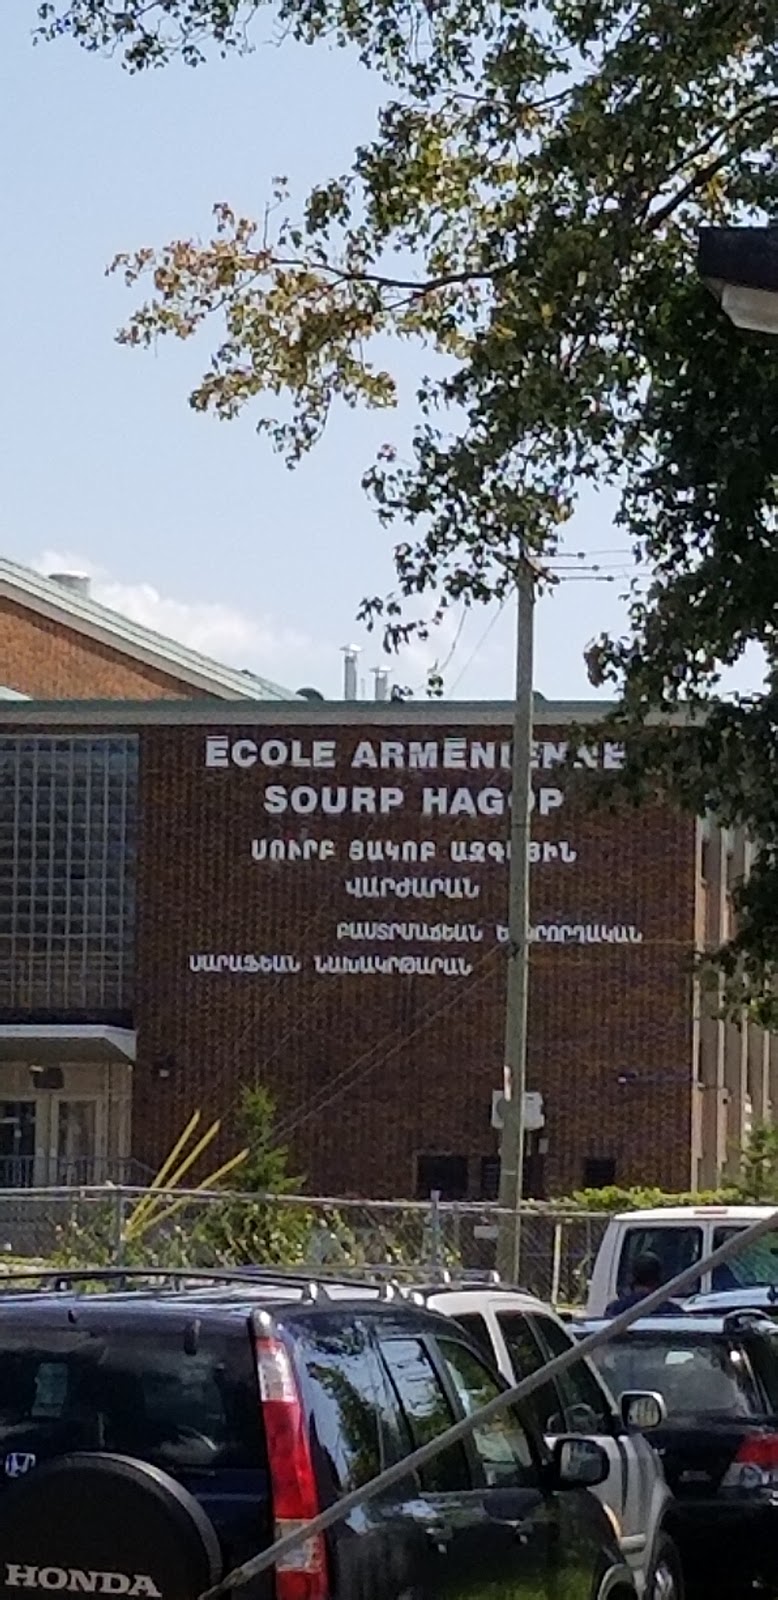 ÉCOLE ARMÉNIENNE
SOURP HAGOP
ՍՈՒՐԲ ՅԱԿՈԲ ԱԶԳԱՅԻՆ
ՎԱՐԺԱՐԱՆ
ԲԱՍՏՐՄԱՃԵԱՆ ԵՐԿՐՈՐԴԱԿԱՆ
ՍԱՐԱՖԵԱՆ ՆԱԽԱԿՐԹԱՐԱՆ
HONDA